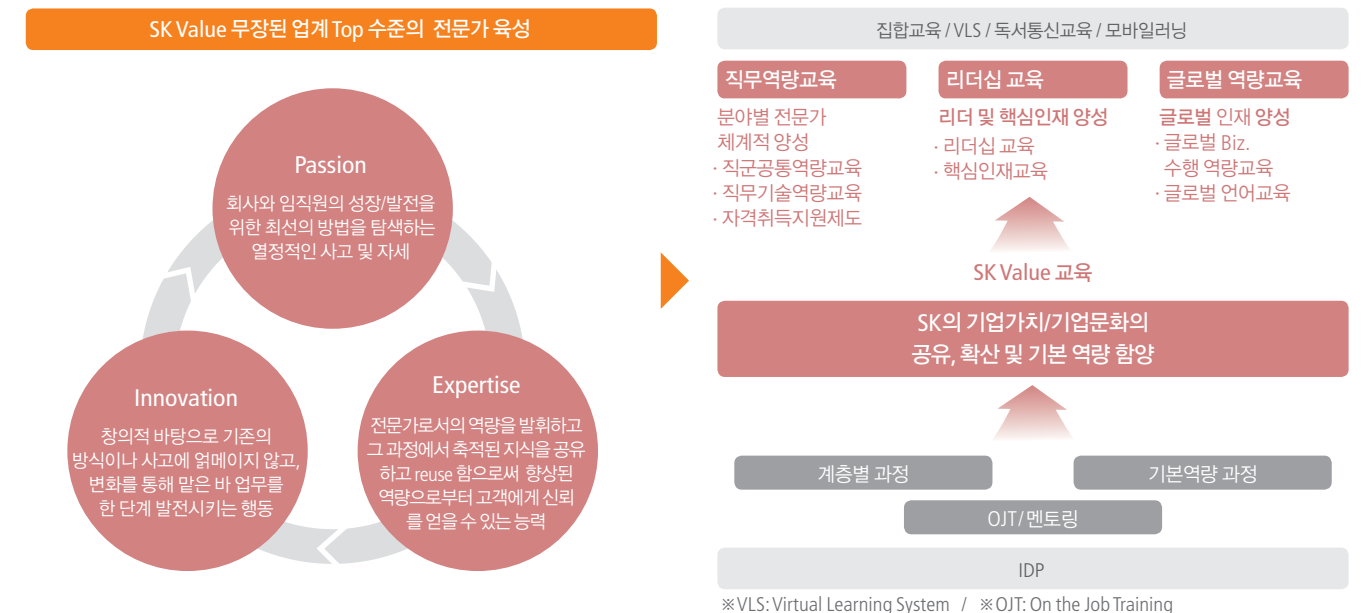 SK Value 무장된 업계 Top 수준의 전문가 육성
Passion
회사와 임직원의 성장/발전을
위한 최선의 방법을 탐색하는
열정적인 사고 및 자세
Innovation
창의적 바탕으로 기존의
방식이나 사고에 얽메이지 않고,
변화를 통해 맡은 바 업무를
한 단계 발전시키는 행동
Expertise
전문가로서의 역량을 발휘하고
그 과정에서 축적된 지식을 공유
하고 reuse 함으로써 향상된
역량으로부터 고객에게 신뢰
를 얻을 수 있는 능력
집합교육 / VLS / 독서통신교육 / 모바일러닝
직무역량교육
분야별 전문가
체계적 양성
· 직군공통역량교육
· 직무기술역량교육
· 자격취득지원제도
리더십 교육
리더 및 핵심인재 양성
· 리더십 교육
· 핵심인재교육
글로벌 역량교육
글로벌 인재 양성
· 글로벌 Biz.
수행 역량교육
· 글로벌 언어교육
SK Value 교육
SK의 기업가치/기업문화의
공유, 확산 및 기본 역량 함양
계층별 과정
기본역량 과정
OJT/멘토링
IDP
※VLS: Virtual Learning System / ※OJT: On the Job Training